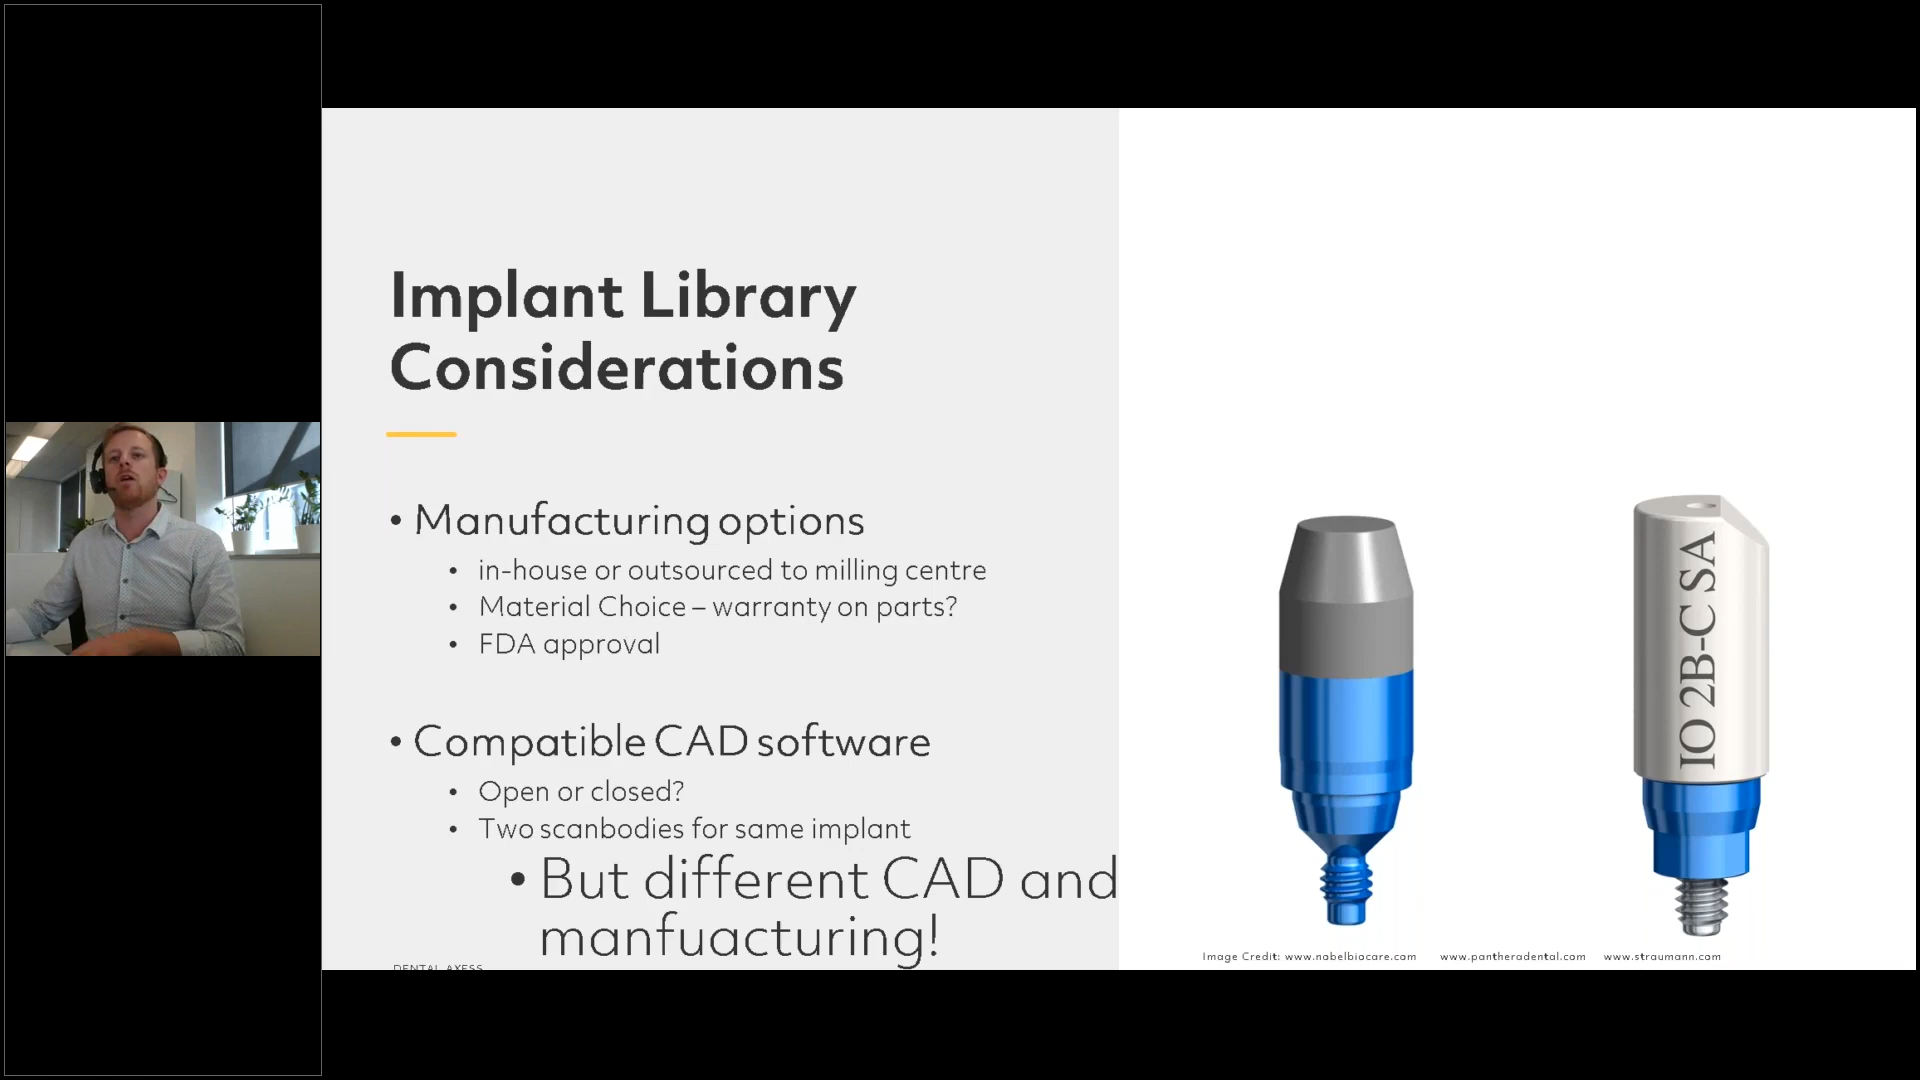 Implant Library
Considerations
• Manufacturing options
• in-house or outsourced to milling centre
• Material Choice – warranty on parts?
• FDA approval
• Compatible CAD software
• Open or closed?
• Two scanbodies for same implant
• But different CAD and
manfuacturing!
DENTAL AXESS
IO 2B-C SA
Image Credit: www.nobelbiocare.com www.pantheradental.com www.straumann.com